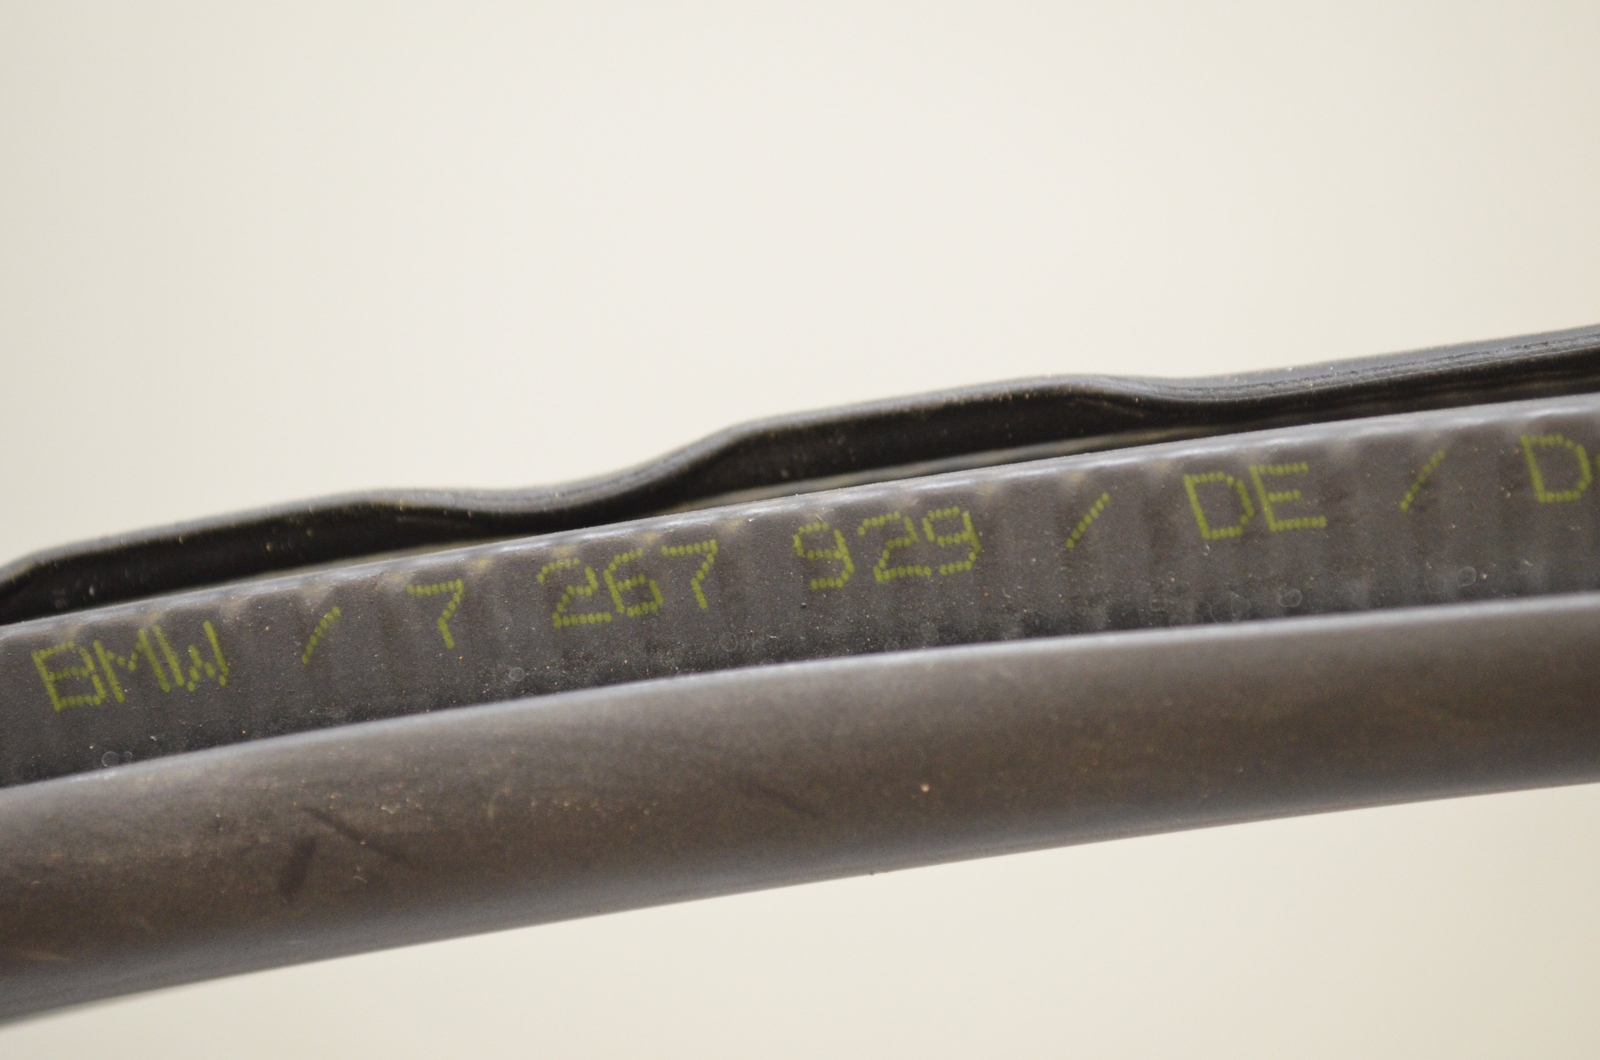 BMW / 7 267 929 / DE / D